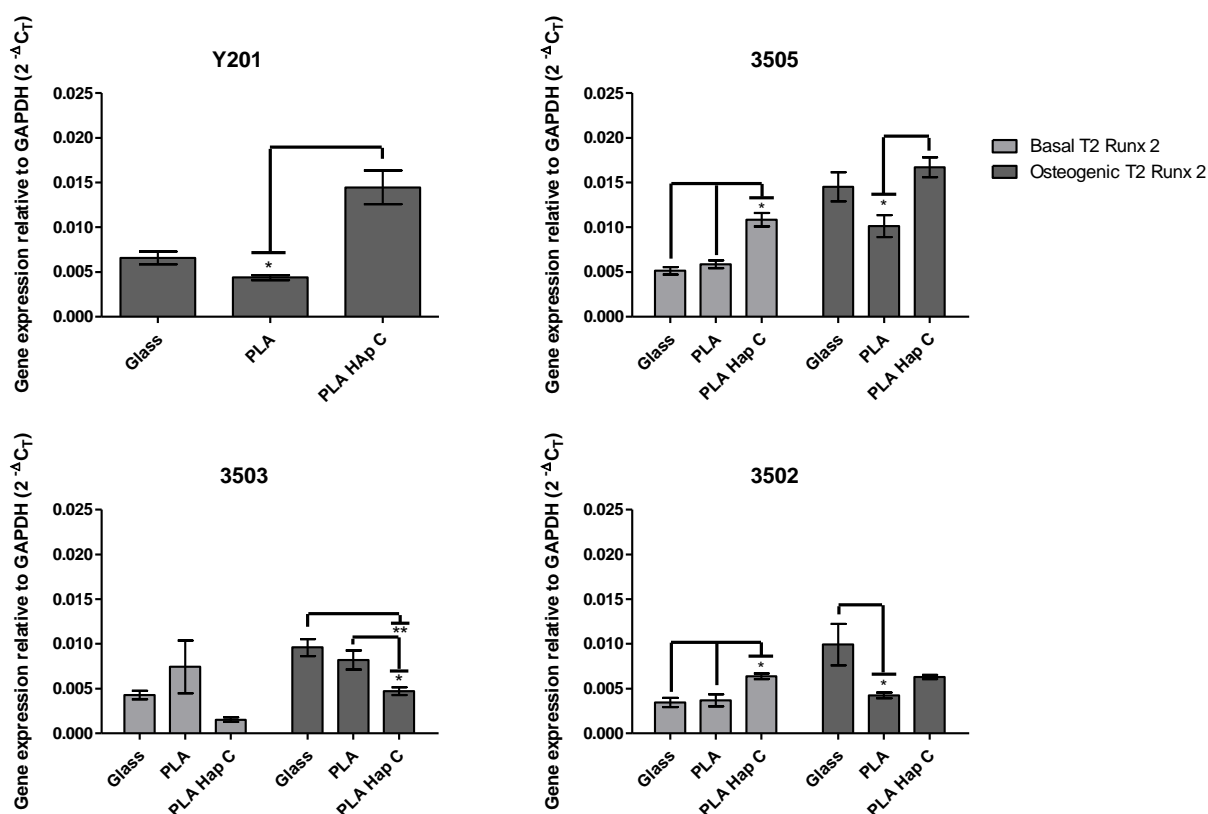 Y201
Gene expression relative to GAPDH (2 -ΔCT)
0.025
0.020
0.015
0.010
0.005
0.000
*
Glass
PLA
PLA HAp C
3505
Gene expression relative to GAPDH (2 -ΔCT)
0.025
0.020
0.015
0.010
0.005
0.000
*
*
Glass
PLA
PLA Hap C
Glass
PLA
PLA Hap C
Basal T2 Runx 2
Osteogenic T2 Runx 2
3503
Gene expression relative to GAPDH (2 -ΔCT)
0.025
0.020
0.015
0.010
0.005
0.000
**
*
Glass
PLA
PLA Hap C
Glass
PLA
PLA Hap C
3502
Gene expression relative to GAPDH (2 -ΔCT)
0.025
0.020
0.015
0.010
0.005
0.000
*
*
Glass
PLA
PLA Hap C
Glass
PLA
PLA Hap C